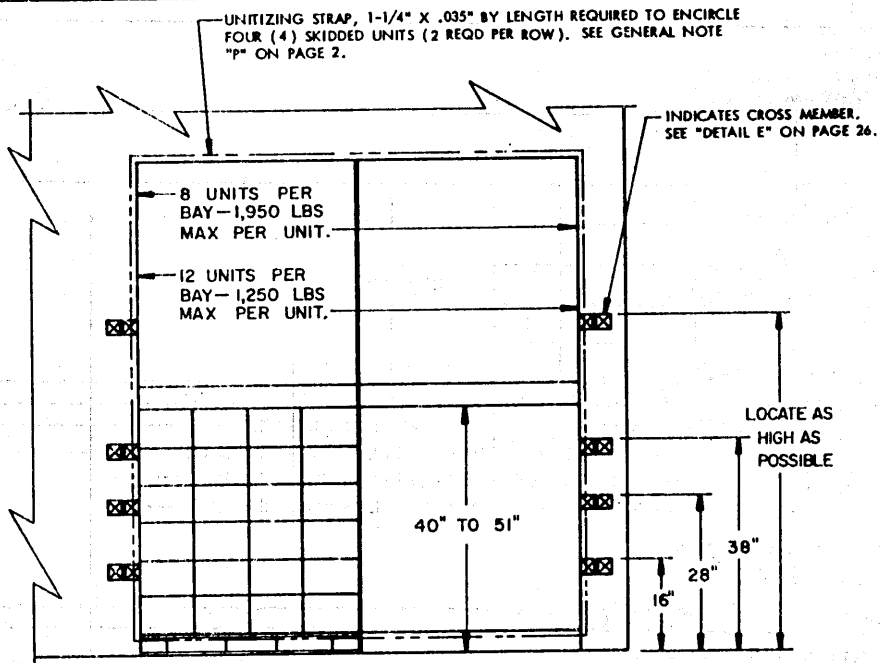 UNITIZING STRAP, 1-1/4" X .035" BY LENGTH REQUIRED TO ENCIRCLE
FOUR (4) SKIDDED UNITS (2 REQD PER ROW). SEE GENERAL NOTE
"P" ON PAGE 2.
INDICATES CROSS MEMBER.
SEE "DETAIL E" ON PAGE 26.
8 UNITS PER
BAY—1,950 LBS
MAX PER UNIT.
12 UNITS PER
BAY—1,250 LBS
MAX PER UNIT.
LOCATE AS
HIGH AS
POSSIBLE
40" TO 51"
38"
28"
16"